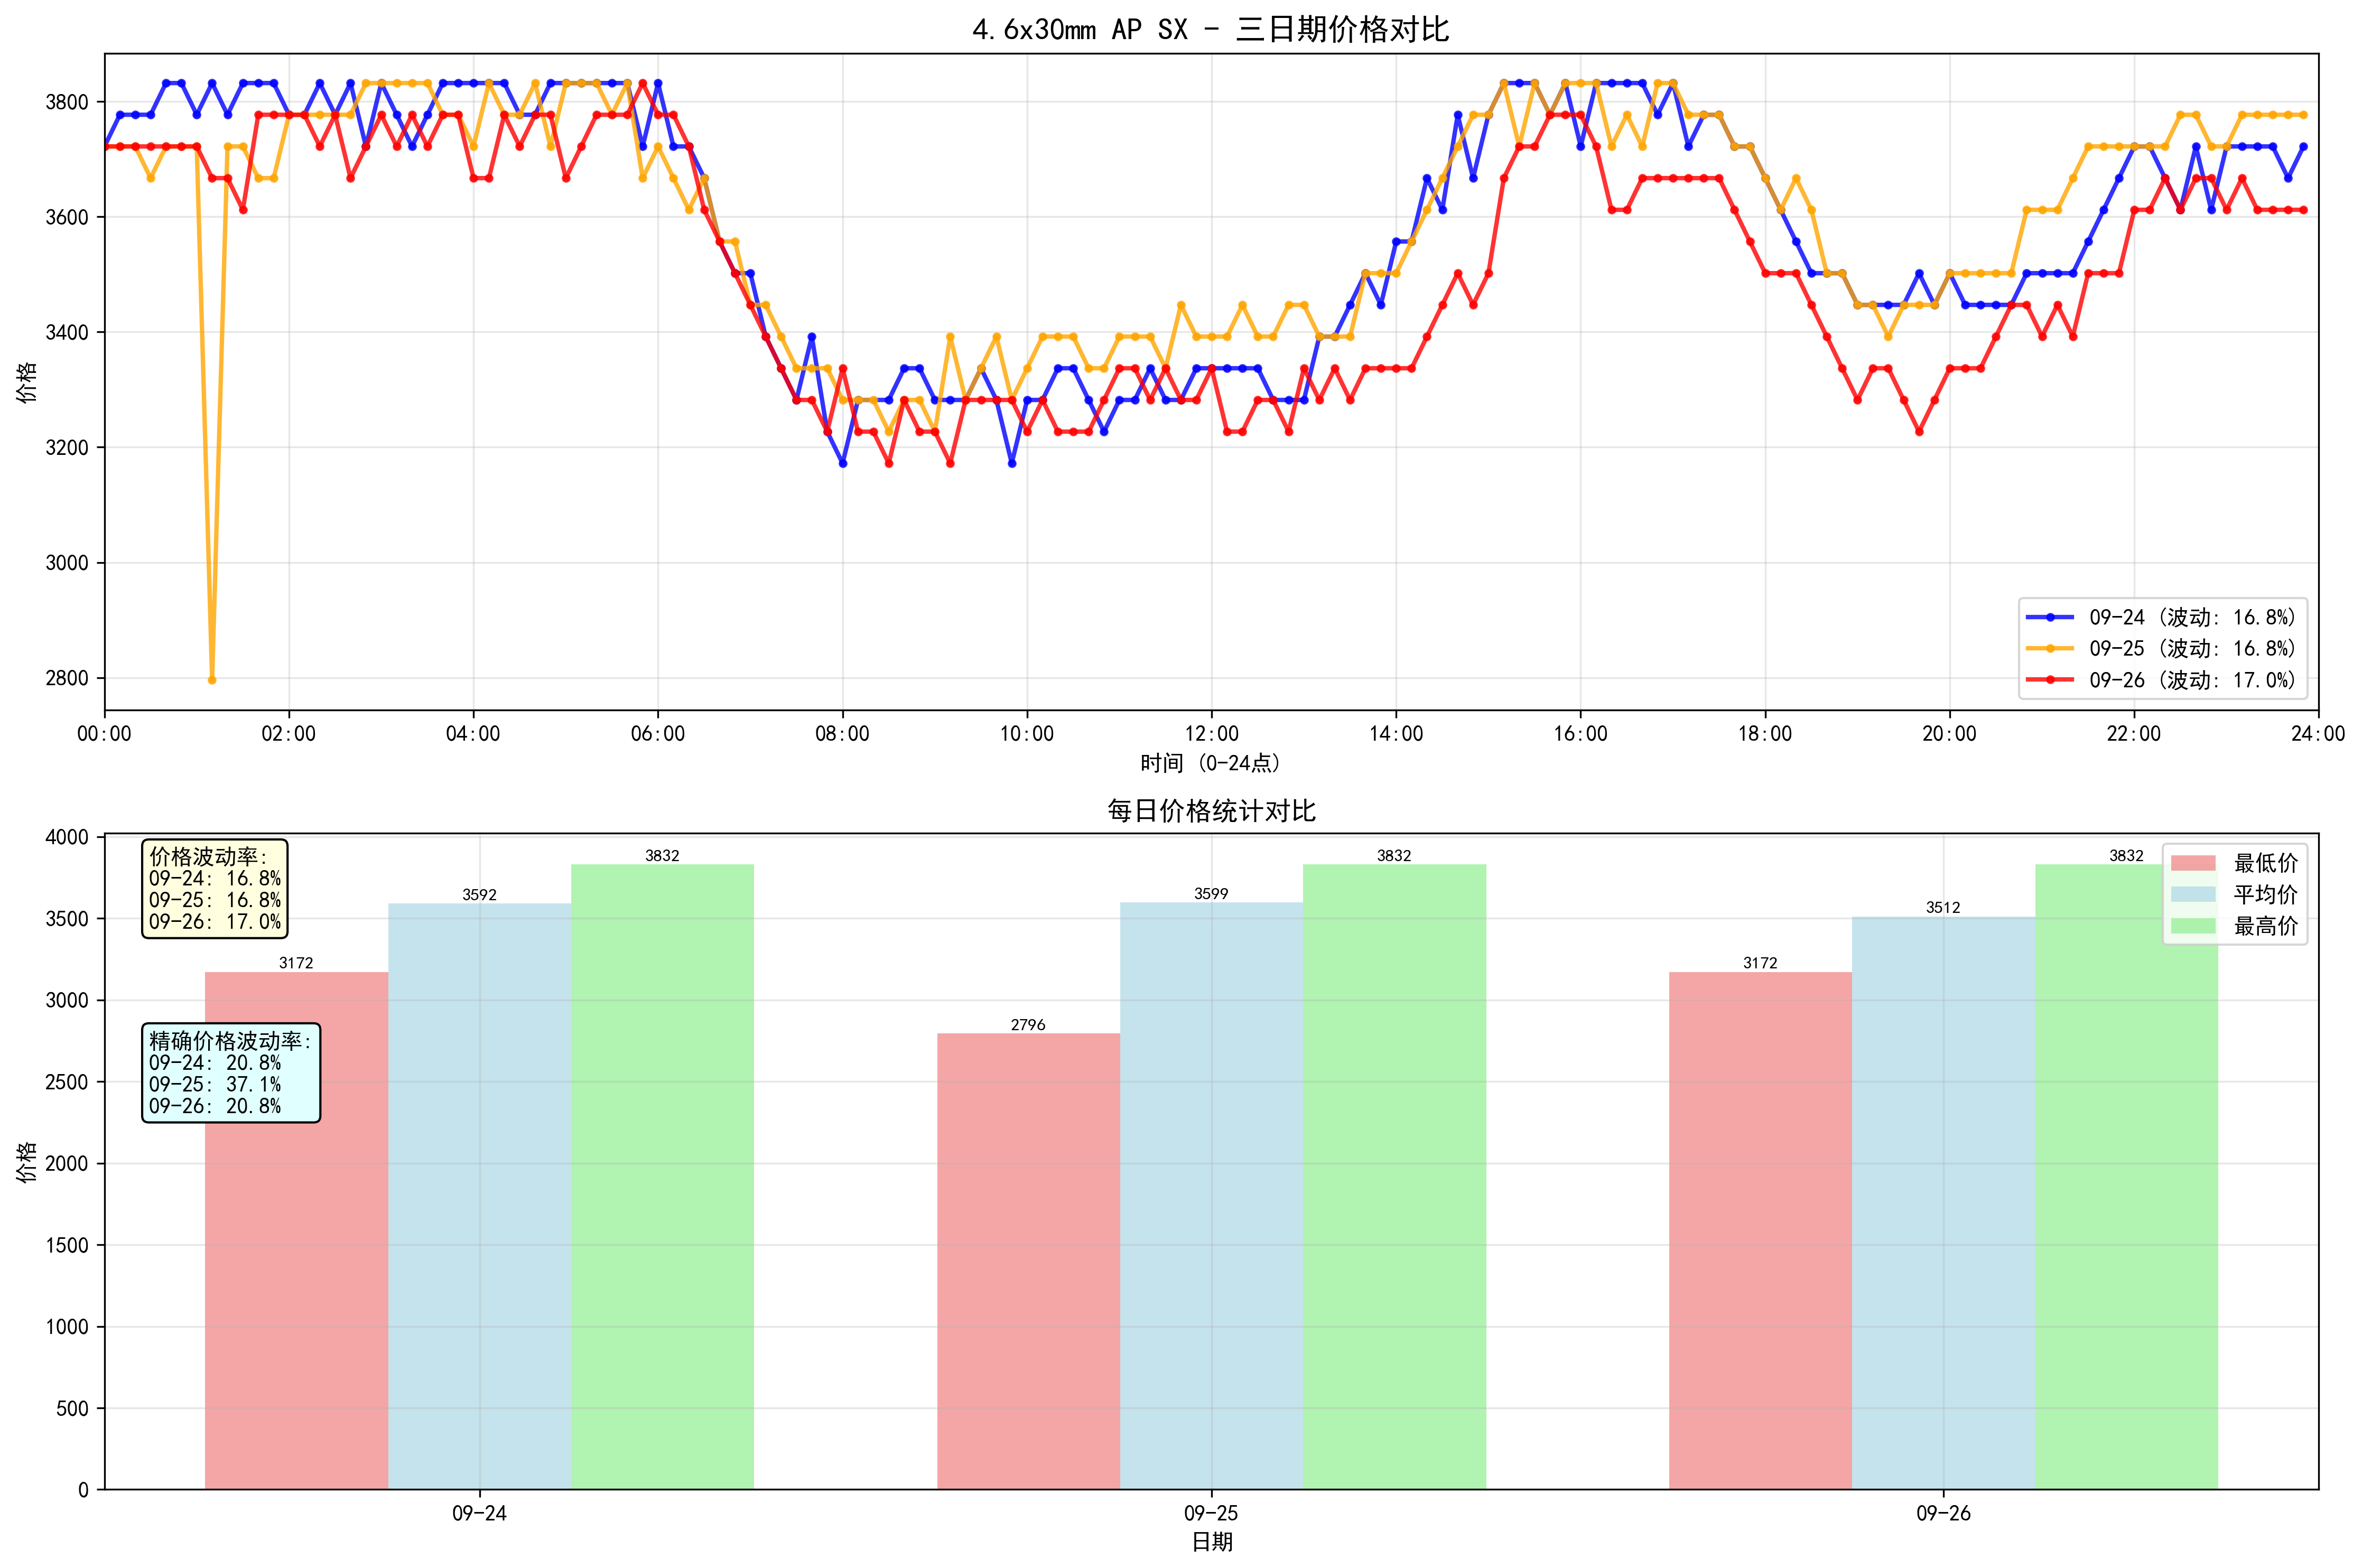 4.6x30mm AP SX - 三日期价格对比
价格
3800
3600
3400
3200
3000
2800
00:00 02:00 04:00 06:00 08:00 10:00 12:00 14:00 16:00 18:00 20:00 22:00 24:00
时间 (0-24点)
09-24 (波动: 16.8%)
09-25 (波动: 16.8%)
09-26 (波动: 17.0%)
每日价格统计对比
价格
4000
3500
3000
2500
2000
1500
1000
500
0
价格波动率:
09-24: 16.8%
09-25: 16.8%
09-26: 17.0%
精确价格波动率:
09-24: 20.8%
09-25: 37.1%
09-26: 20.8%
3172 3592 3832 2796 3599 3832 3172 3512 3832
最低价
平均价
最高价
09-24 09-25 09-26
日期